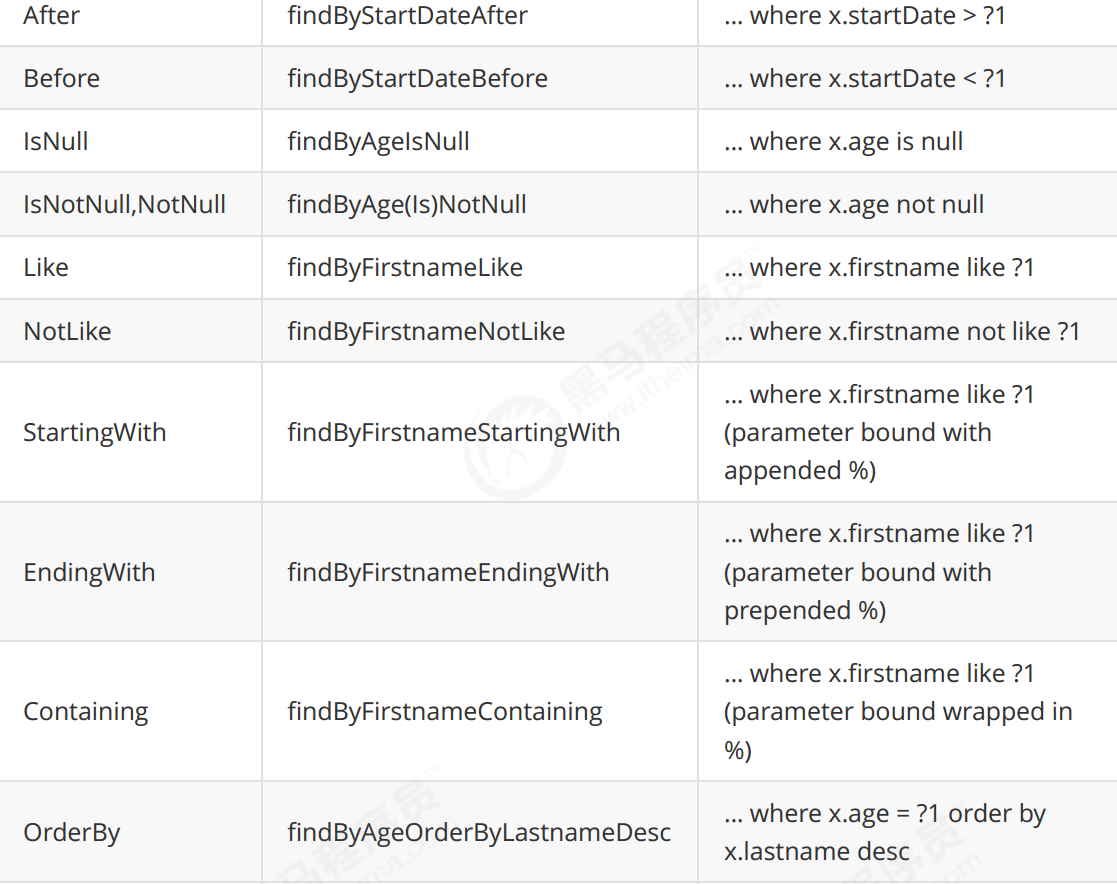 After findByStartDateAfter ... where x.startDate > ?1
Before findByStartDateBefore ... where x.startDate < ?1
IsNull findByAgeIsNull ... where x.age is null
IsNotNull,NotNull findByAge(Is)NotNull ... where x.age not null
Like findByFirstnameLike ... where x.firstname like ?1
NotLike findByFirstnameNotLike ... where x.firstname not like ?1
StartingWith findByFirstnameStartingWith ... where x.firstname like ?1
(parameter bound with
appended %)
EndingWith findByFirstnameEndingWith ... where x.firstname like ?1
(parameter bound with
prepended %)
Containing findByFirstnameContaining ... where x.firstname like ?1
(parameter bound wrapped in
%)
OrderBy findByAgeOrderByLastnameDesc ... where x.age = ?1 order by
x.lastname desc
黑马程序员
www.itheima.com